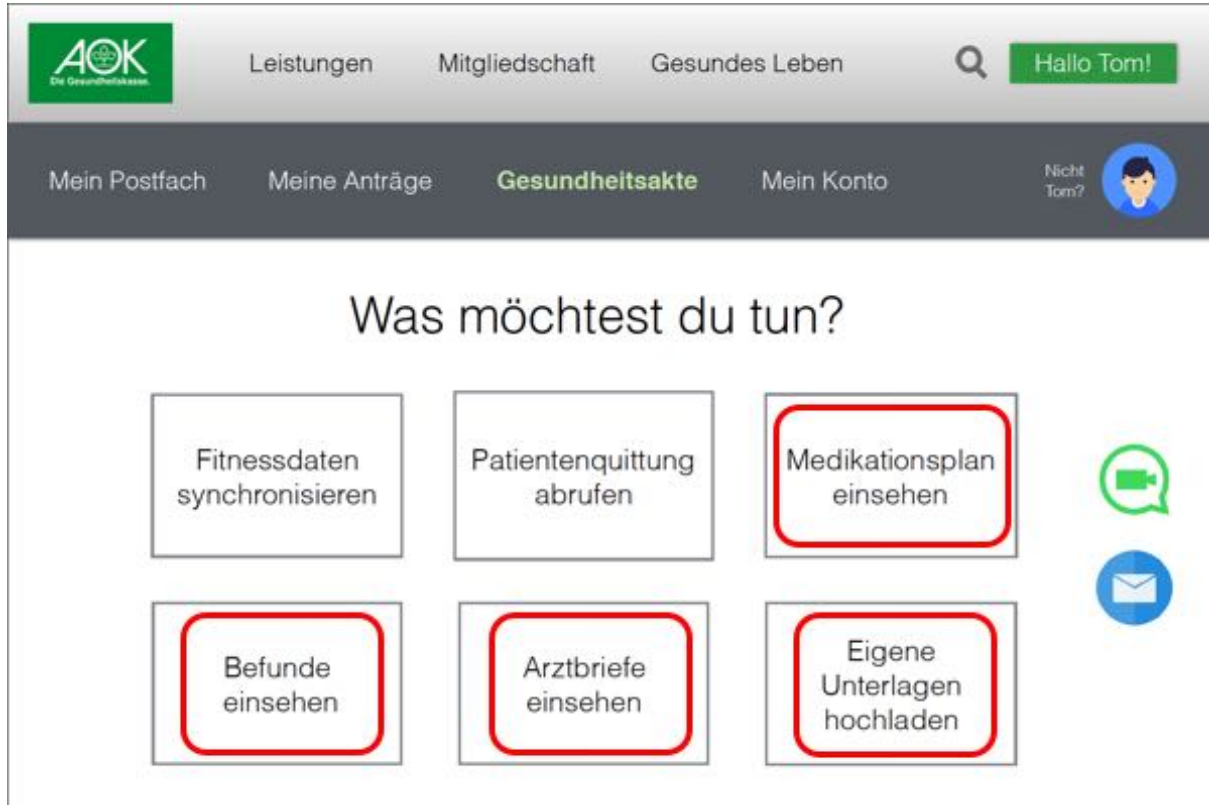 AOK
Die Gesundheitskasse.
Leistungen Mitgliedschaft Gesundes Leben Hallo Tom!
Mein Postfach Meine Anträge Gesundheitsakte Mein Konto Nicht
Tom?
Was möchtest du tun?
Fitnessdaten
synchronisieren
Patientenquittung
abrufen
Medikationsplan
einsehen
Befunde
einsehen
Arztbriefe
einsehen
Eigene
Unterlagen
hochladen